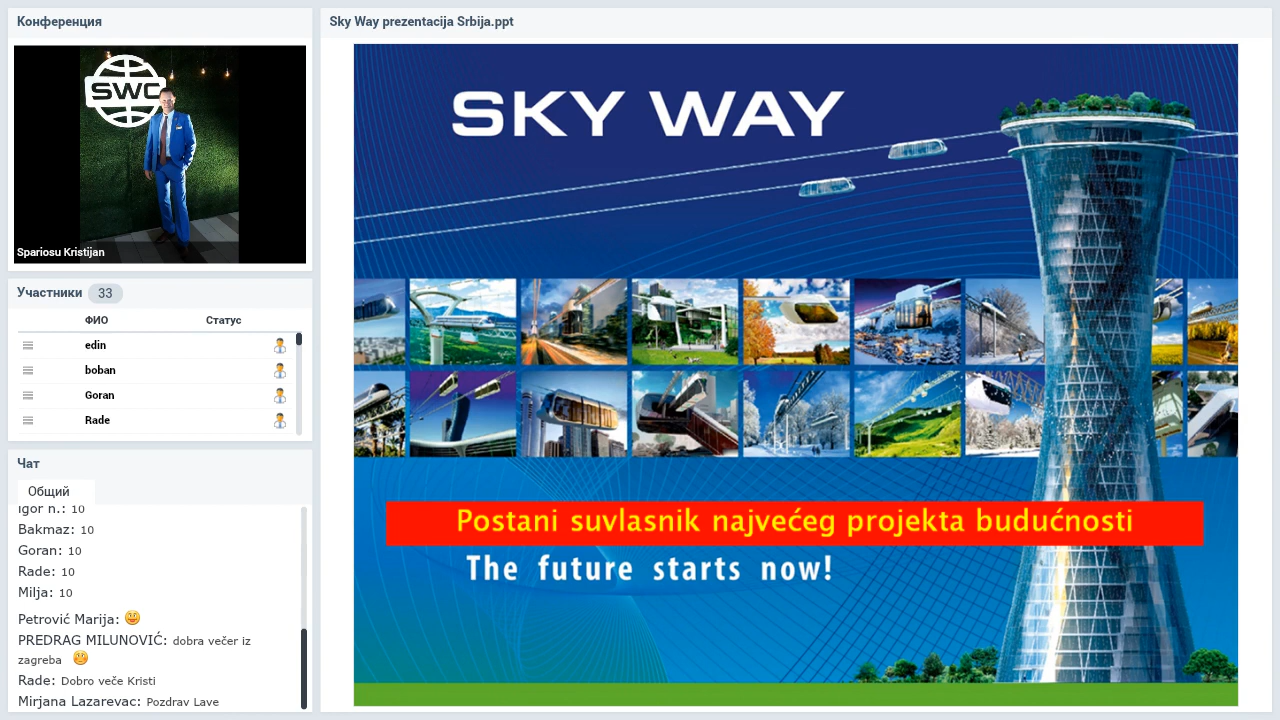 Конференция
SWC
Spariosu Kristijan
Участники 33
ФИО Статус
edin
boban
Goran
Rade
Чат
Общий
igor n.: 10
Bakmaz: 10
Goran: 10
Rade: 10
Milja: 10
Petrović Marija:
PREDRAG MILUNOVIĆ: dobra večer iz
zagreba
Rade: Dobro veče Kristi
Mirjana Lazarevac: Pozdrav Lave
Sky Way prezentacija Srbija.ppt
SKY WAY
Postani suvlasnik najvećeg projekta budućnosti
The future starts now!